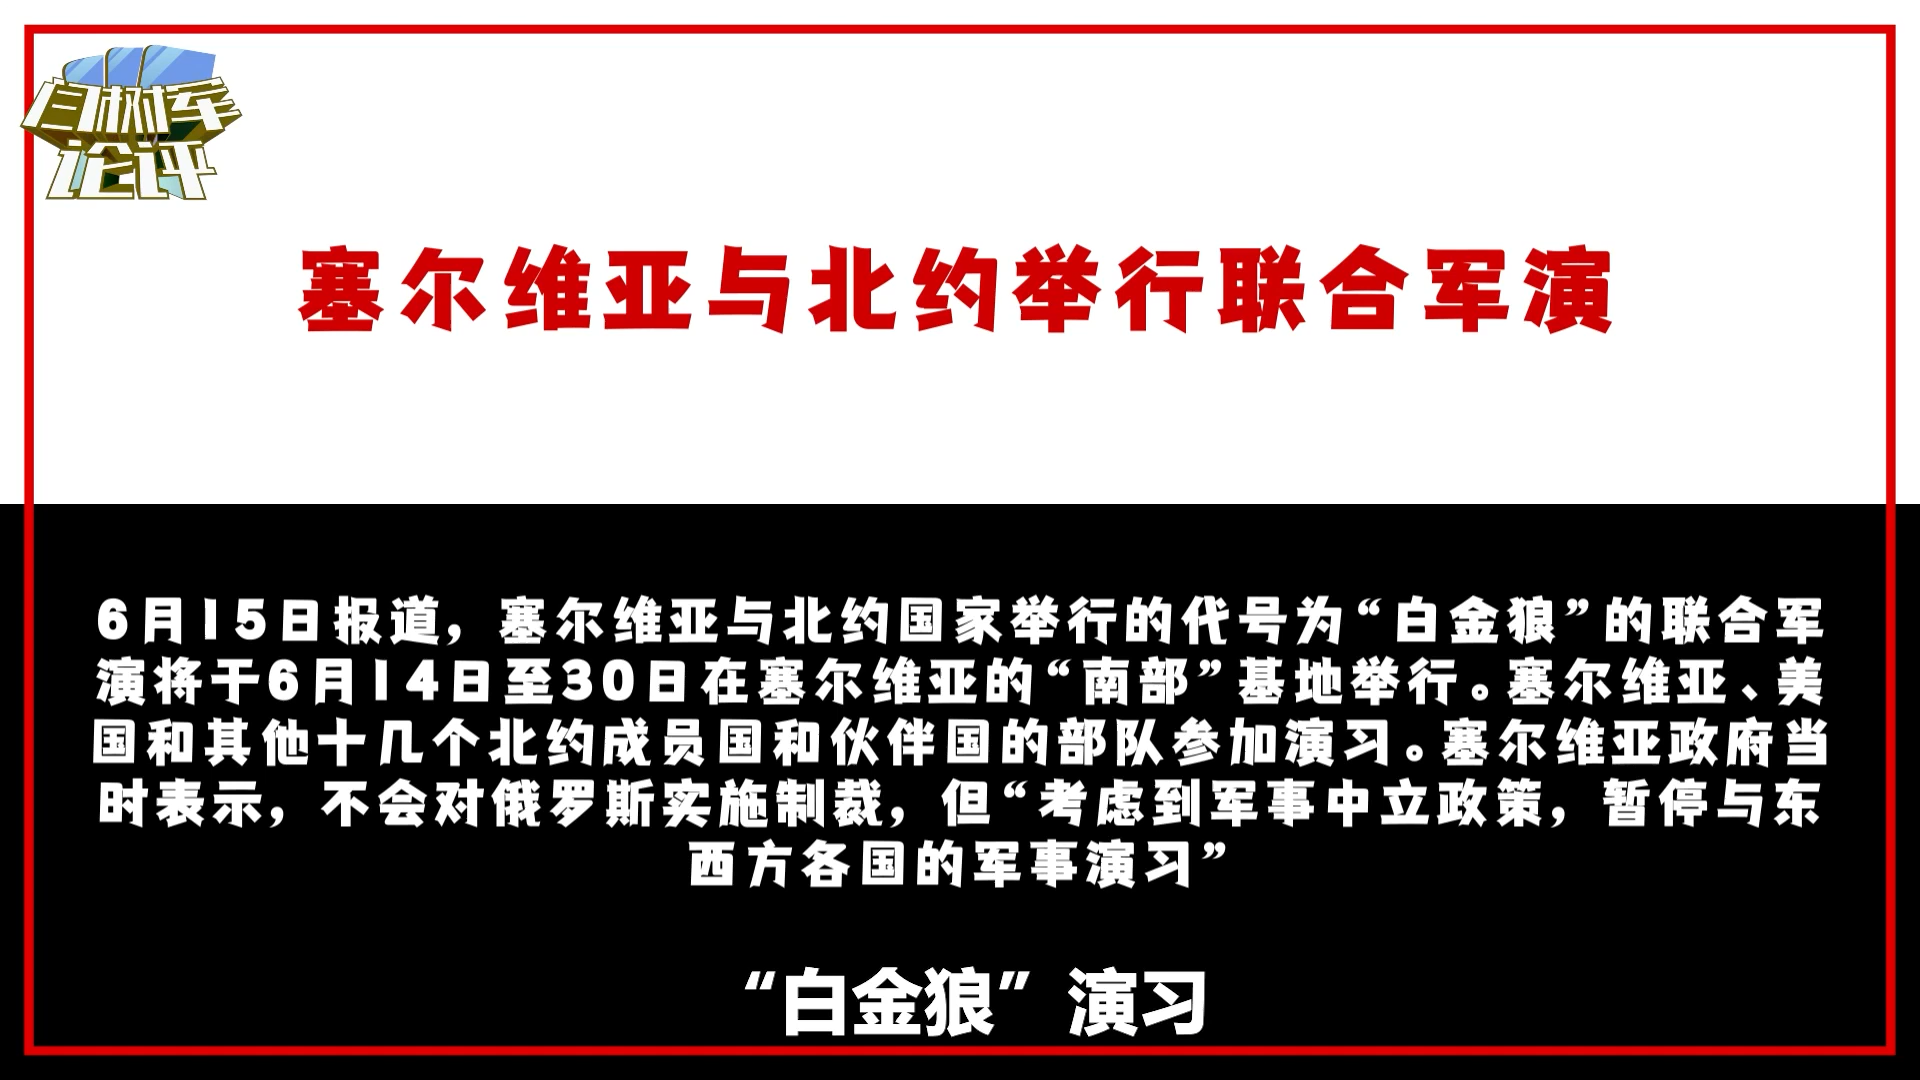 白树军
论评
塞尔维亚与北约举行联合军演
6月15日报道，塞尔维亚与北约国家举行的代号为“白金狼”的联合军
演将于6月14日至30日在塞尔维亚的“南部”基地举行。塞尔维亚、美
国和其他十几个北约成员国和伙伴国的部队参加演习。塞尔维亚政府当
时表示，不会对俄罗斯实施制裁，但“考虑到军事中立政策，暂停与东
西方各国的军事演习”
“白金狼”演习